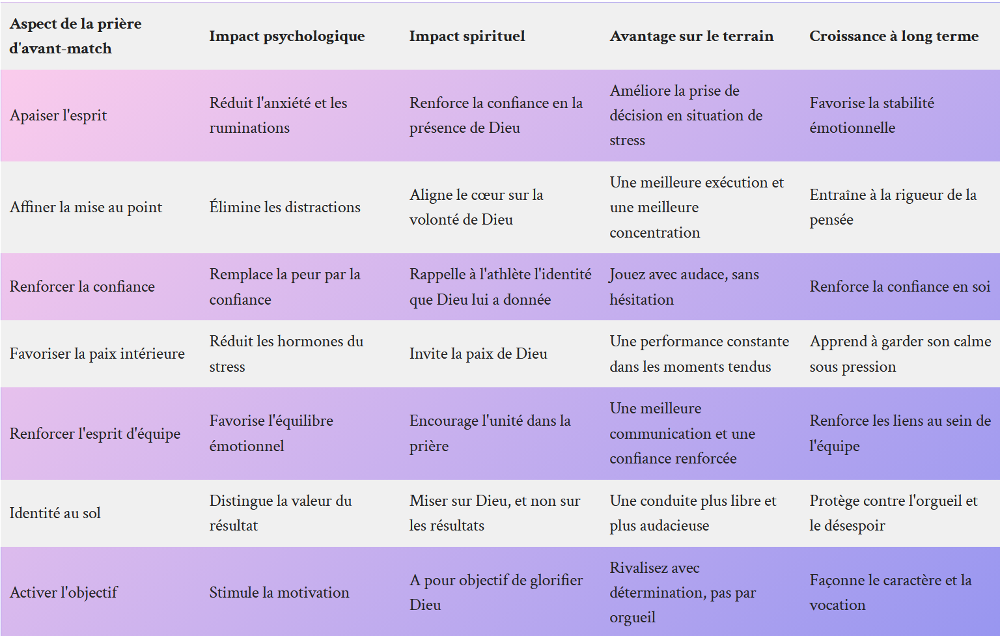 Aspect de la prière
d'avant-match
Impact psychologique
Impact spirituel
Avantage sur le terrain
Croissance à long terme
Apaiser l'esprit
Réduit l'anxiété et les
ruminations
Renforce la confiance en la
présence de Dieu
Améliore la prise de
décision en situation de
stress
Favorise la stabilité
émotionnelle
Affiner la mise au point
Élimine les distractions
Aligne le cœur sur la
volonté de Dieu
Une meilleure exécution et
une meilleure
concentration
Entraîne à la rigueur de la
pensée
Renforcer la confiance
Remplace la peur par la
confiance
Rappelle à l'athlète l'identité
que Dieu lui a donnée
Jouez avec audace, sans
hésitation
Renforce la confiance en soi
Favoriser la paix intérieure
Réduit les hormones du
stress
Invite la paix de Dieu
Une performance constante
dans les moments tendus
Apprend à garder son calme
sous pression
Renforcer l'esprit d'équipe
Favorise l'équilibre
émotionnel
Encourage l'unité dans la
prière
Une meilleure
communication et une
confiance renforcée
Renforce les liens au sein de
l'équipe
Identité au sol
Distingue la valeur du
résultat
Miser sur Dieu, et non sur
les résultats
Une conduite plus libre et
plus audacieuse
Protège contre l'orgueil et
le désespoir
Activer l'objectif
Stimule la motivation
A pour objectif de glorifier
Dieu
Rivalisez avec
détermination, pas par
orgueil
Façonne le caractère et la
vocation